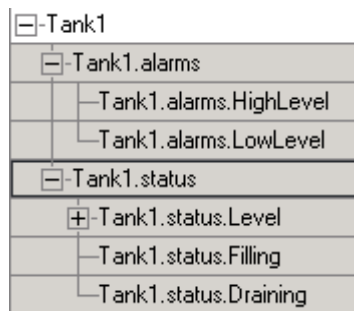 Tank1
Tank1.alarms
Tank1.alarms.HighLevel
Tank1.alarms.LowLevel
Tank1.status
Tank1.status.Level
Tank1.status.Filling
Tank1.status.Draining